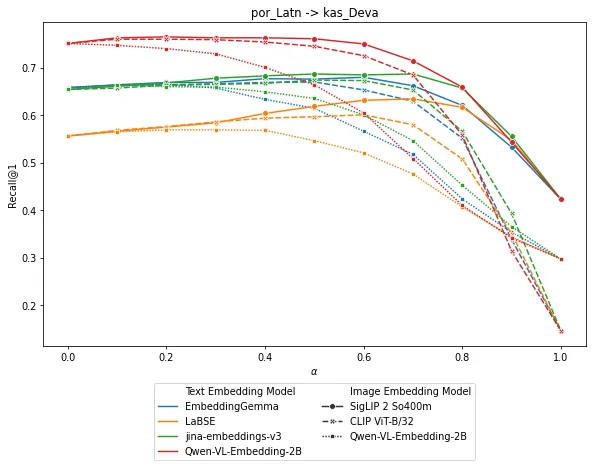 por_Latn -> kas_Deva
Recall@1
0.7
0.6
0.5
0.4
0.3
0.2
0.0
0.2
0.4
0.6
0.8
1.0
α
Text Embedding Model
EmbeddingGemma
LaBSE
jina-embeddings-v3
Qwen-VL-Embedding-2B
Image Embedding Model
SigLIP 2 So400m
CLIP ViT-B/32
Qwen-VL-Embedding-2B